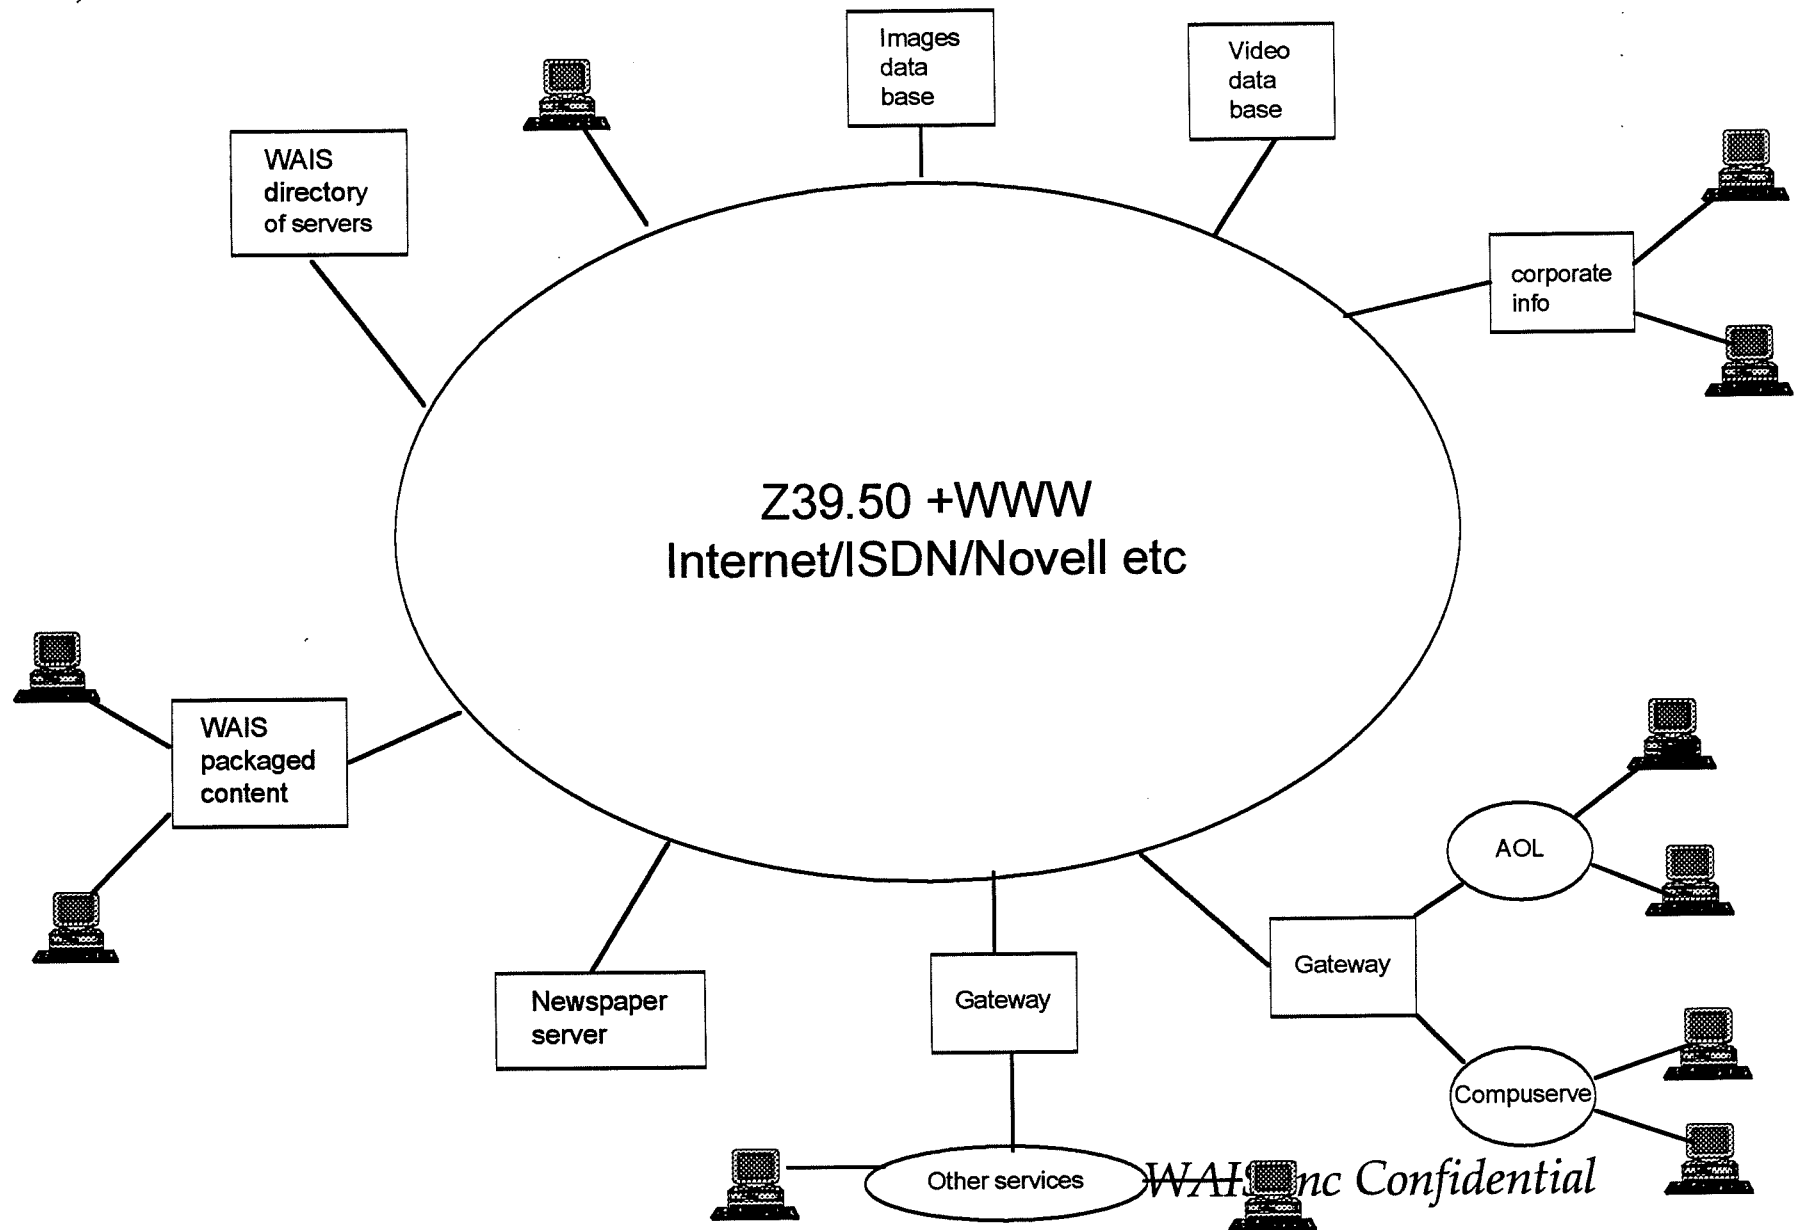 Images
data
base
Video
data
base
WAIS
directory
of servers
corporate
info
Z39.50 +WWW
Internet/ISDN/Novell etc
WAIS
packaged
content
AOL
Gateway
Newspaper
server
Gateway
Compuserve
Other services
WAIS nc Confidential